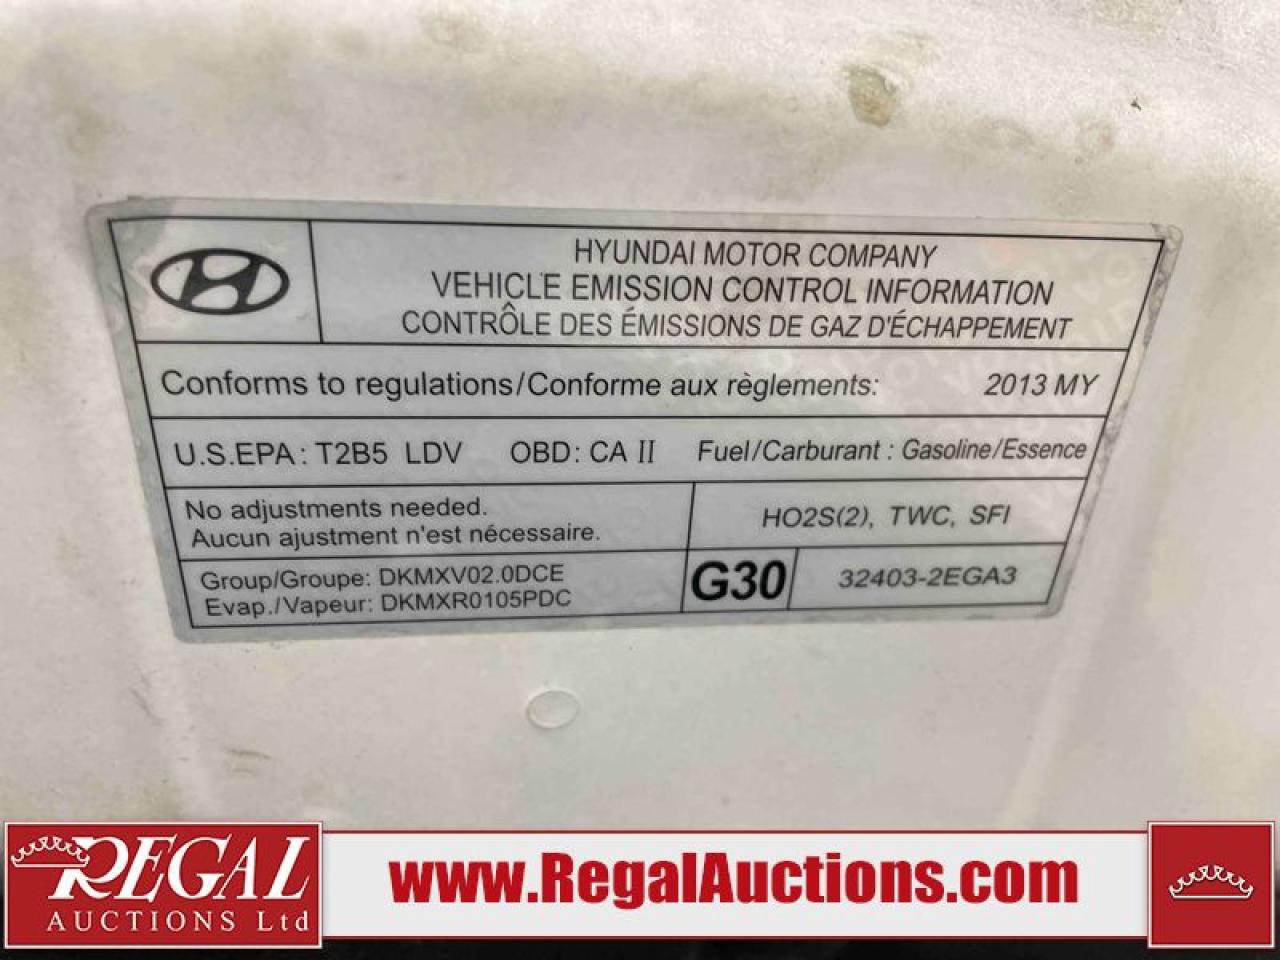 HYUNDAI MOTOR COMPANY
VEHICLE EMISSION CONTROL INFORMATION
CONTRÔLE DES ÉMISSIONS DE GAZ D'ÉCHAPPEMENT
Conforms to regulations/Conforme aux règlements: 2013 MY
U.S.EPA: T2B5 LDV OBD: CA II Fuel/Carburant : Gasoline/Essence
No adjustments needed.
Aucun ajustment n'est nécessaire.
HO2S(2), TWC, SFI
Group/Groupe: DKMXV02.0DCE
Evap./Vapeur: DKMXR0105PDC
G30
32403-2EGA3
REGAL
AUCTIONS Ltd
www.RegalAuctions.com